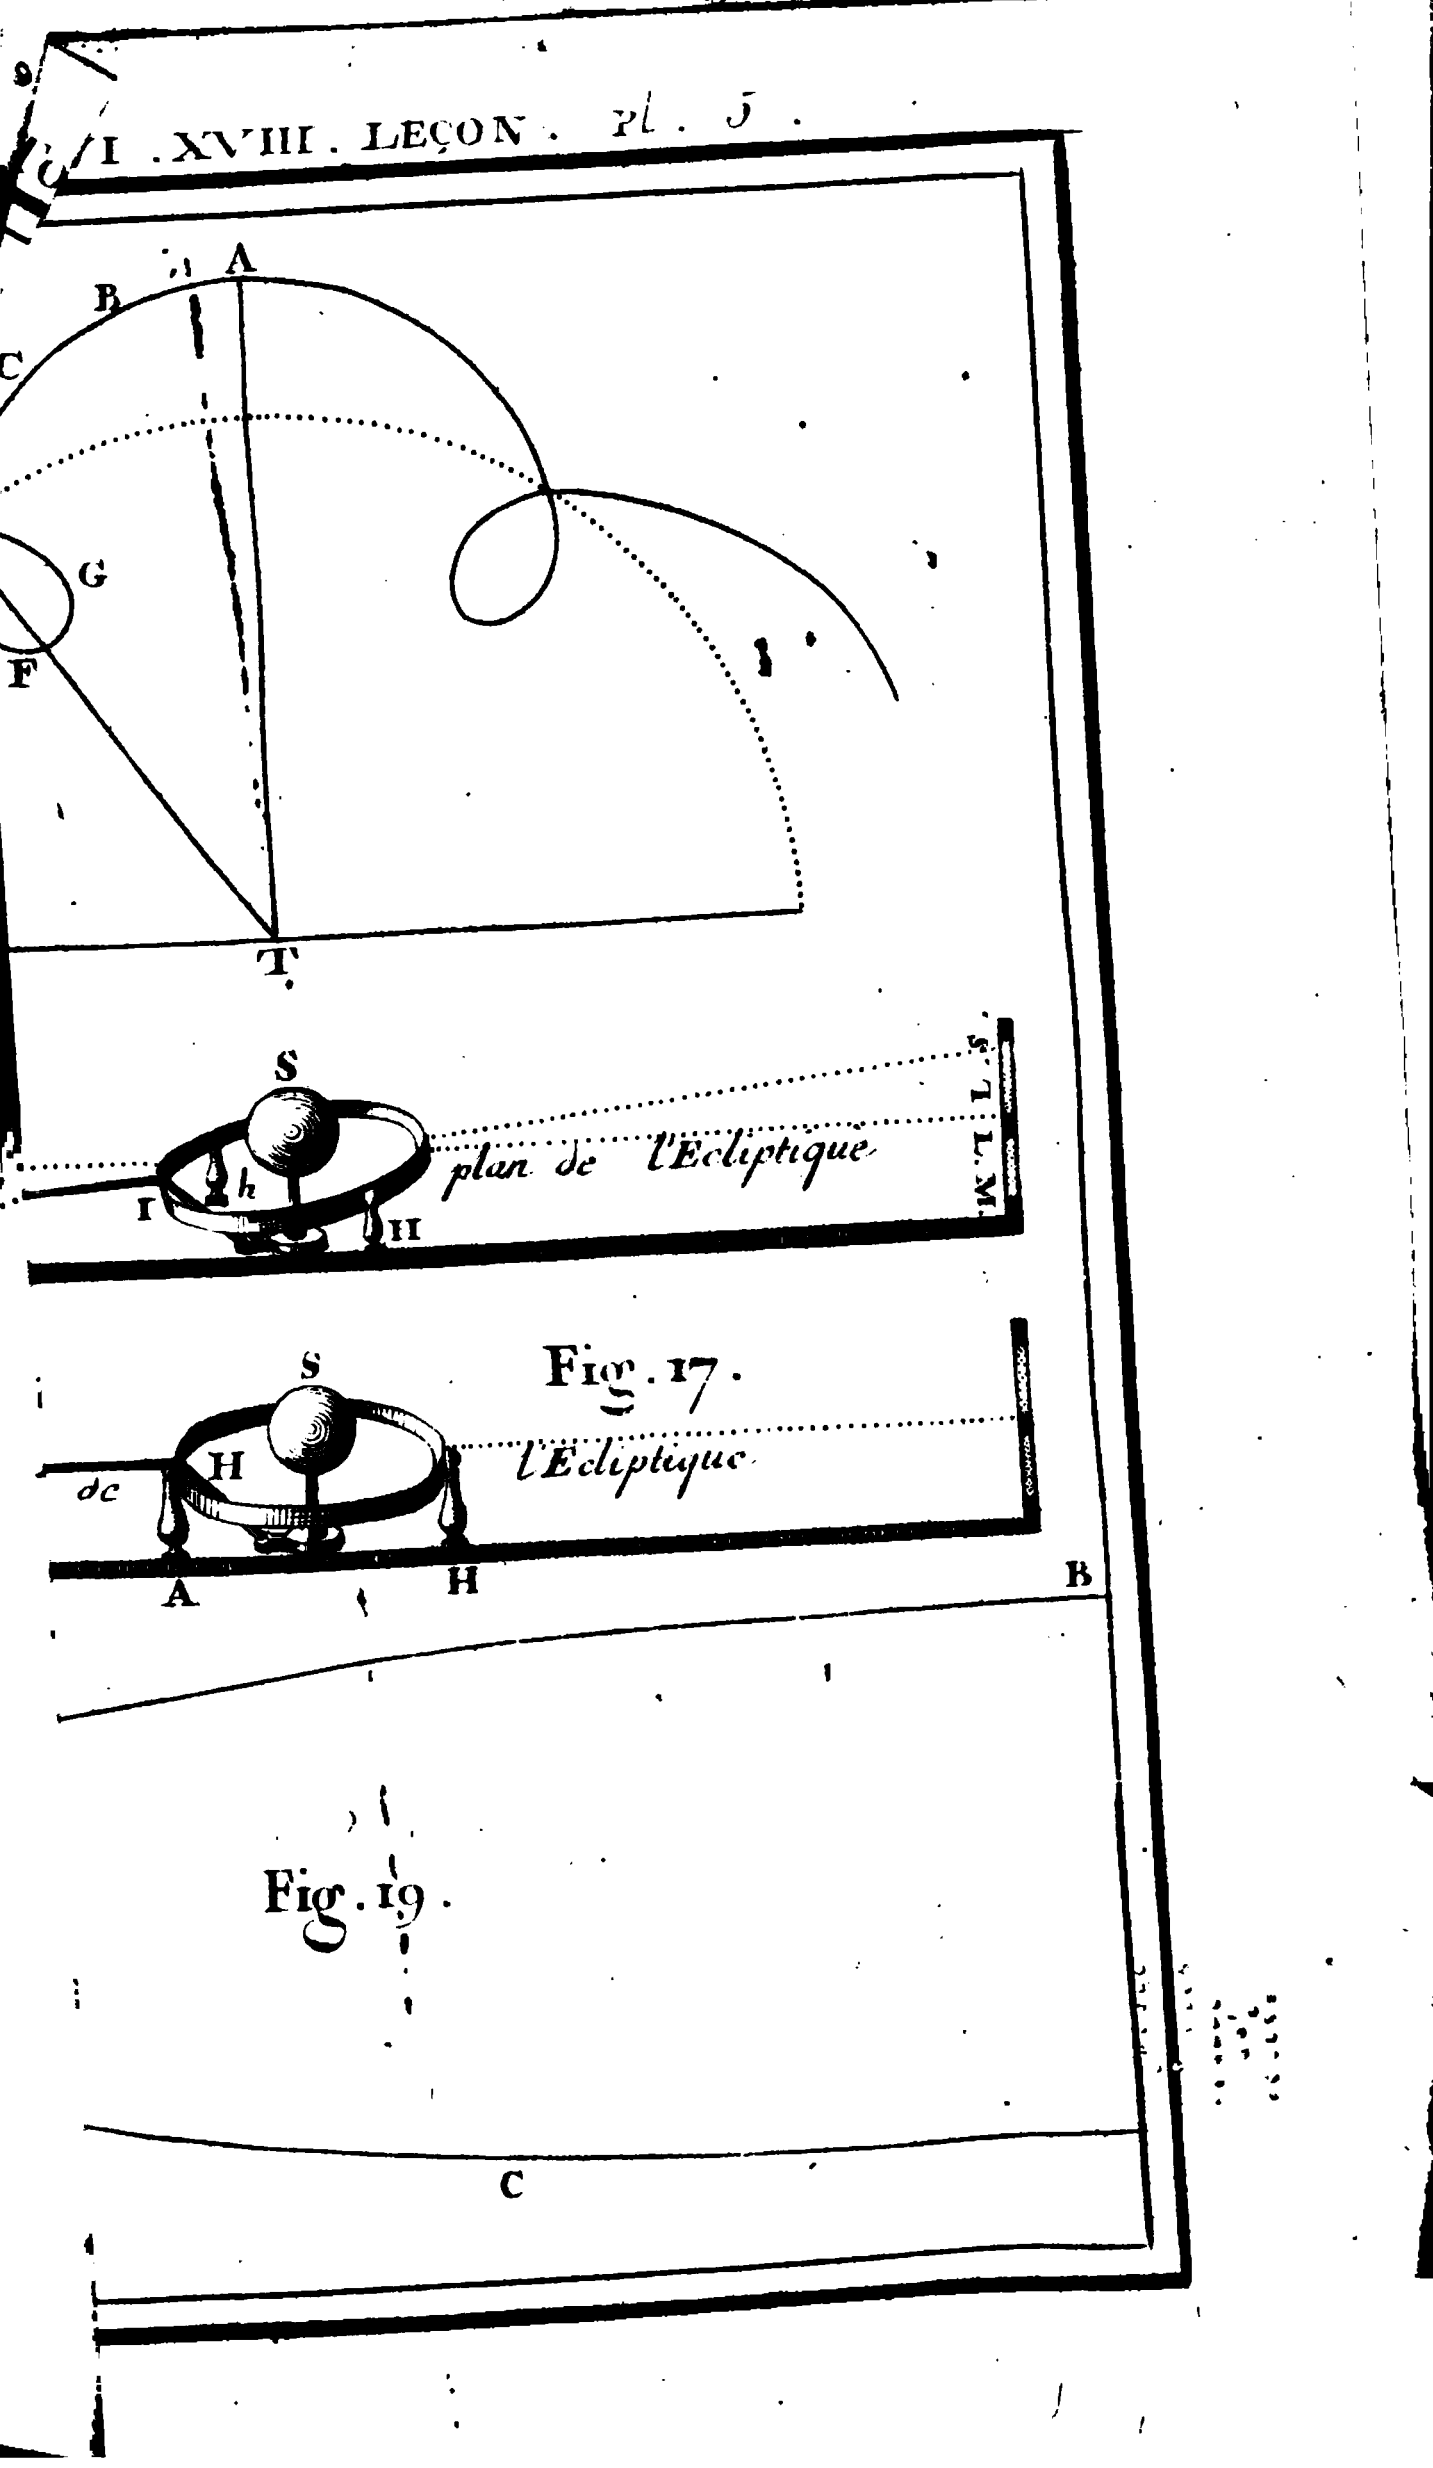 I . XVIII . LEÇON . Pl . 5 .
A
B
C
G
F
T
S
S.
L
L.
M.
plan de l'Ecliptique
h
I
H
Fig . 17 .
S
H
l'Ecliptique
de
A
H
B
Fig . 19 .
C